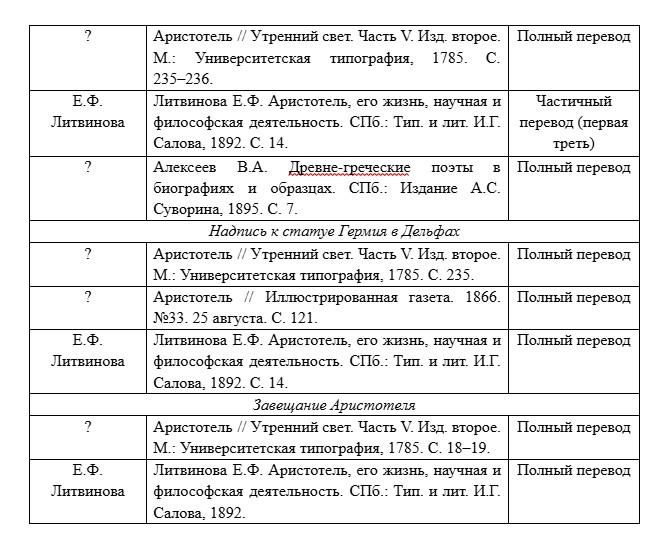 ? Аристотель // Утренний свет. Часть V. Изд. второе. Полный перевод
М.: Университетская типография, 1785. С.
235–236.
Е.Ф. Литвинова Е.Ф. Аристотель, его жизнь, научная и Частичный
Литвинова философская деятельность. СПб.: Тип. и лит. И.Г. перевод (первая
Салова, 1892. С. 14. треть)
? Алексеев В.А. Древне-греческие поэты в Полный перевод
биографиях и образцах. СПб.: Издание А.С.
Суворина, 1895. С. 7.
Надпись к статуе Гермия в Дельфах
? Аристотель // Утренний свет. Часть V. Изд. второе. Полный перевод
М.: Университетская типография, 1785. С. 235.
? Аристотель // Иллюстрированная газета. 1866. Полный перевод
№33. 25 августа. С. 121.
Е.Ф. Литвинова Е.Ф. Аристотель, его жизнь, научная и Полный перевод
Литвинова философская деятельность. СПб.: Тип. и лит. И.Г.
Салова, 1892. С. 14.
Завещание Аристотеля
? Аристотель // Утренний свет. Часть V. Изд. второе. Полный перевод
М.: Университетская типография, 1785. С. 18–19.
Е.Ф. Литвинова Е.Ф. Аристотель, его жизнь, научная и Полный перевод
Литвинова философская деятельность. СПб.: Тип. и лит. И.Г.
Салова, 1892.